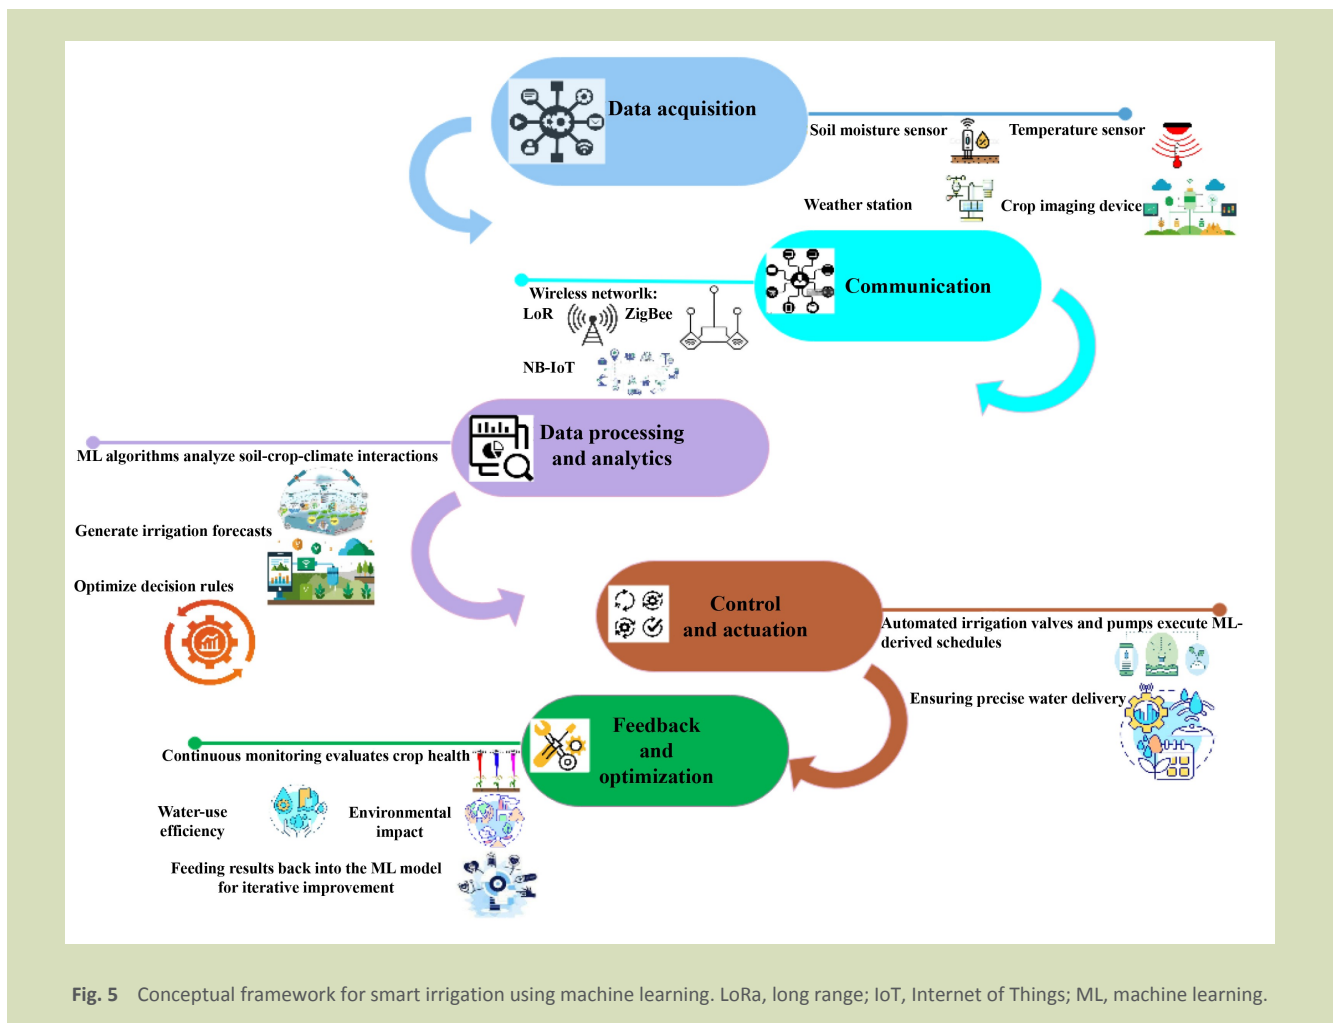 Data acquisition
Soil moisture sensor
Temperature sensor
Weather station
Crop imaging device
Communication
Wireless networlk:
LoR
ZigBee
NB-IoT
Data processing
and analytics
ML algorithms analyze soil-crop-climate interactions
Generate irrigation forecasts
Optimize decision rules
Control
and actuation
Automated irrigation valves and pumps execute ML-
derived schedules
Ensuring precise water delivery
Feedback
and
optimization
Continuous monitoring evaluates crop health
Water-use
efficiency
Environmental
impact
Feeding results back into the ML model
for iterative improvement
Fig. 5 Conceptual framework for smart irrigation using machine learning. LoRa, long range; IoT, Internet of Things; ML, machine learning.